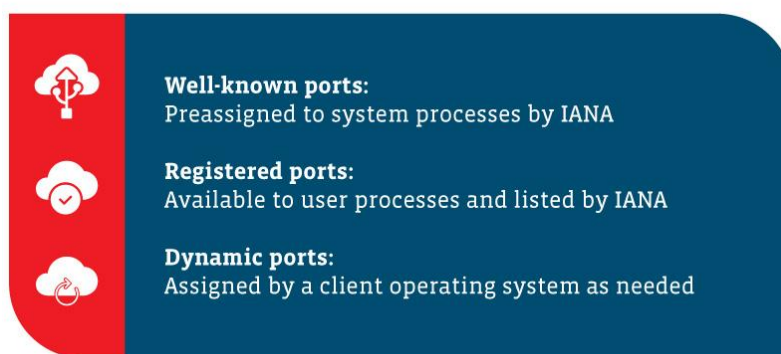 Well-known ports:
Preassigned to system processes by IANA
Registered ports:
Available to user processes and listed by IANA
Dynamic ports:
Assigned by a client operating system as needed